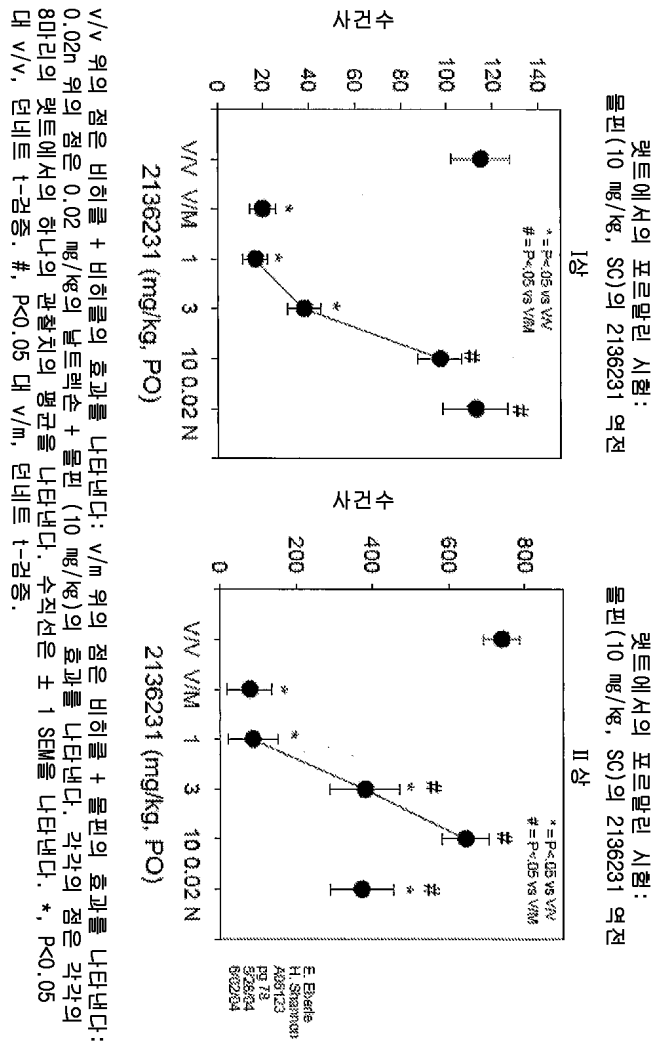 랫트에서의 포르말린 시험:
몰핀(10 mg/kg, SC)의 2136231 역전
I상
* = P<.05 vs V/V
# = P<.05 vs V/M
사건수
140
120
100
80
60
40
20
0
*
*
*
#
#
V/V V/M 1 3 10 0.02 N
2136231 (mg/kg, PO)
랫트에서의 포르말린 시험:
몰핀(10 mg/kg, SC)의 2136231 역전
II상
* = P<.05 vs V/V
# = P<.05 vs V/M
사건수
800
600
400
200
0
*
*
* #
#
* #
V/V V/M 1 3 10 0.02 N
2136231 (mg/kg, PO)
E. Eberle
H. Shannon
A06123
pg 78
5/28/04
6/02/04
v/v 위의 점은 비히클 + 비히클의 효과를 나타낸다: v/m 위의 점은 비히클 + 몰핀의 효과를 나타낸다:
0.02n 위의 점은 0.02 mg/kg의 날트렉손 + 몰핀 (10 mg/kg)의 효과를 나타낸다. 각각의 점은 각각의
8마리의 랫트에서의 하나의 관찰치의 평균을 나타낸다. 수직선은 ± 1 SEM을 나타낸다. *, P<0.05
대 v/v, 던네트 t-검증. #, P<0.05 대 v/m, 던네트 t-검증.